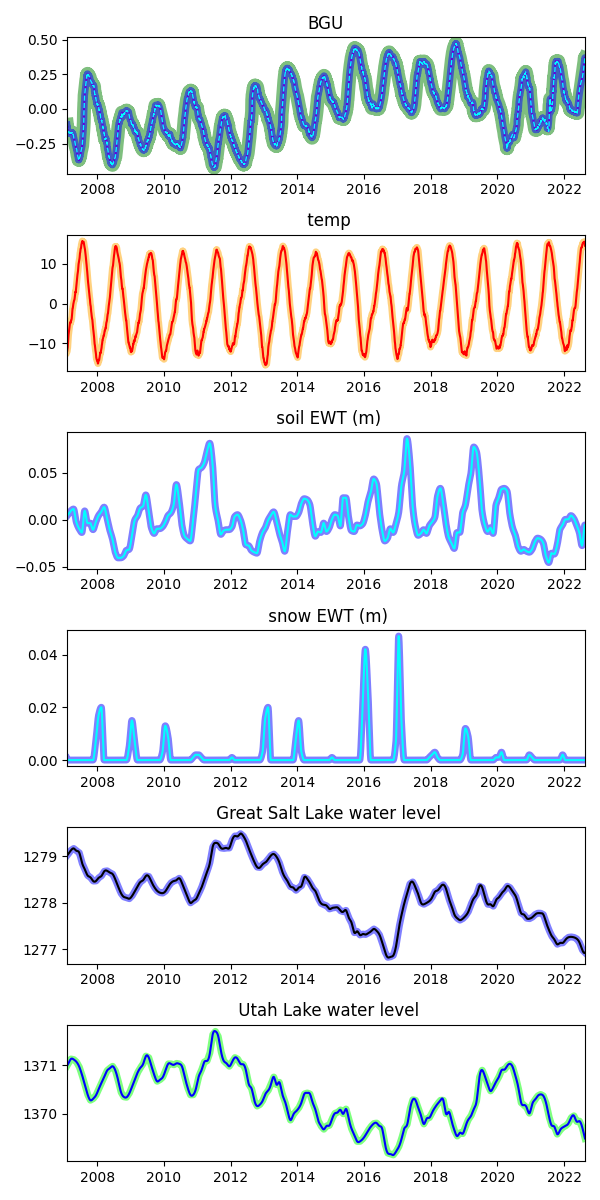 BGU
0.50
0.25
0.00
−0.25
2008 2010 2012 2014 2016 2018 2020 2022
temp
10
0
−10
2008 2010 2012 2014 2016 2018 2020 2022
soil EWT (m)
0.05
0.00
−0.05
2008 2010 2012 2014 2016 2018 2020 2022
snow EWT (m)
0.04
0.02
0.00
2008 2010 2012 2014 2016 2018 2020 2022
Great Salt Lake water level
1279
1278
1277
2008 2010 2012 2014 2016 2018 2020 2022
Utah Lake water level
1371
1370
2008 2010 2012 2014 2016 2018 2020 2022